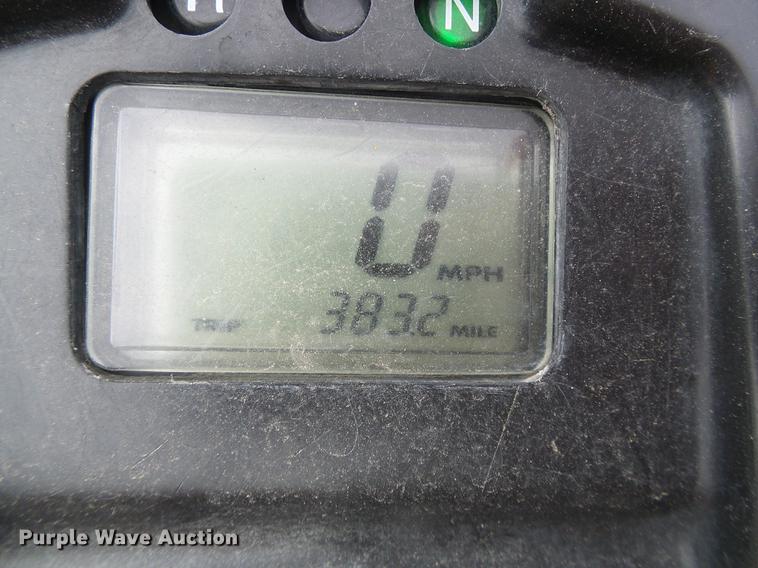 N
0 MPH
TRIP 383.2 MILE
Purple Wave Auction®